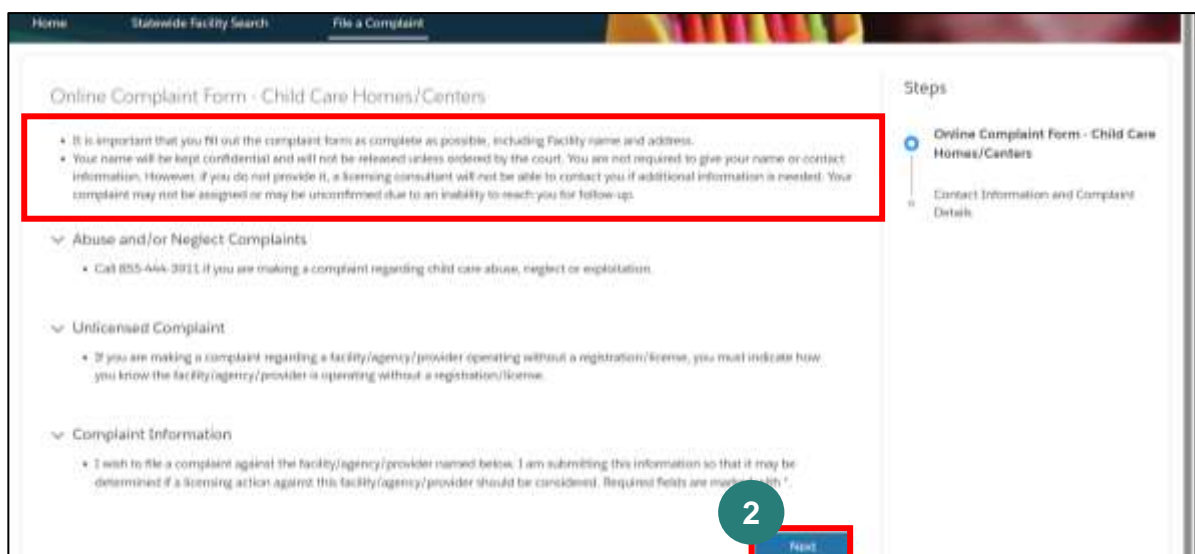 Home Statewide Facility Search File a Complaint
Online Complaint Form - Child Care Homes/Centers
• It is important that you fill out the complaint form as complete as possible, including Facility name and address.
• Your name will be kept confidential and will not be released unless ordered by the court. You are not required to give your name or contact
information. However, if you do not provide it, a licensing consultant will not be able to contact you if additional information is needed. Your
complaint may not be assigned or may be unconfirmed due to an inability to reach you for follow-up.
Abuse and/or Neglect Complaints
• Call 855-444-3911 if you are making a complaint regarding child care abuse, neglect or exploitation.
Unlicensed Complaint
• If you are making a complaint regarding a facility/agency/provider operating without a registration/license, you must indicate how
you know the facility/agency/provider is operating without a registration/license.
Complaint Information
• I wish to file a complaint against the facility/agency/provider named below. I am submitting this information so that it may be
determined if a licensing action against this facility/agency/provider should be considered. Required fields are with *.
2
Next
Steps
Online Complaint Form - Child Care
Homes/Centers
Contact Information and Complaint
Details